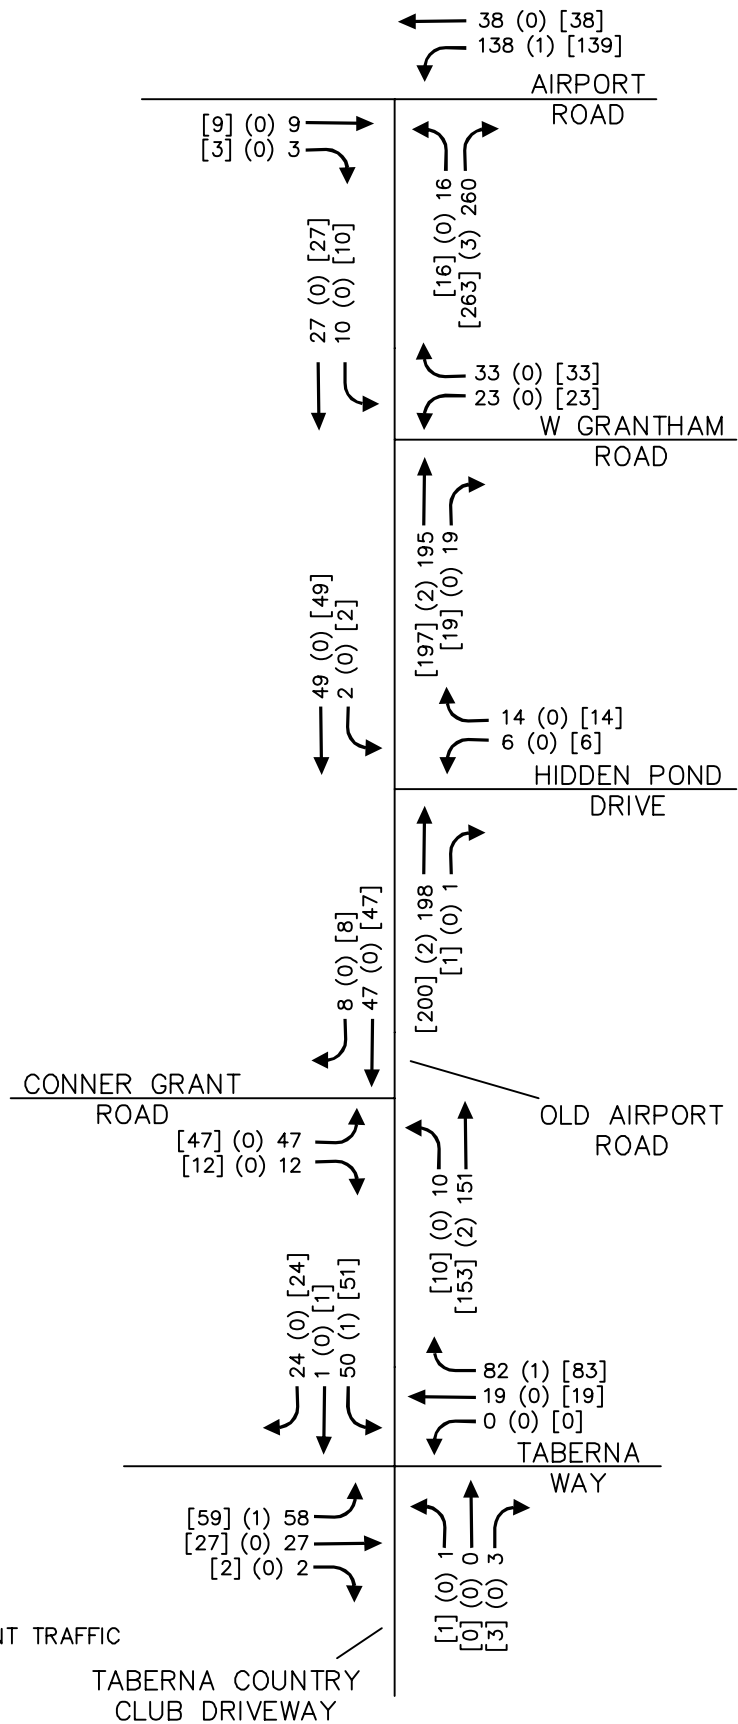 38 (0) [38]
138 (1) [139]
AIRPORT
ROAD
[9] (0) 9
[3] (0) 3
[16] (0) 16
[263] (3) 260
27 (0) [27]
10 (0) [10]
33 (0) [33]
23 (0) [23]
W GRANTHAM
ROAD
[197] (2) 195
[19] (0) 19
49 (0) [49]
2 (0) [2]
14 (0) [14]
6 (0) [6]
HIDDEN POND
DRIVE
[200] (2) 198
[1] (0) 1
8 (0) [8]
47 (0) [47]
CONNER GRANT
ROAD
OLD AIRPORT
ROAD
[47] (0) 47
[12] (0) 12
[10] (0) 10
[153] (2) 151
24 (0) [24]
1 (0) [1]
50 (1) [51]
82 (1) [83]
19 (0) [19]
0 (0) [0]
TABERNA
WAY
[59] (1) 58
[27] (0) 27
[2] (0) 2
[1] (0) 1
[0] (0) 0
[3] (0) 3
NT TRAFFIC
TABERNA COUNTRY
CLUB DRIVEWAY